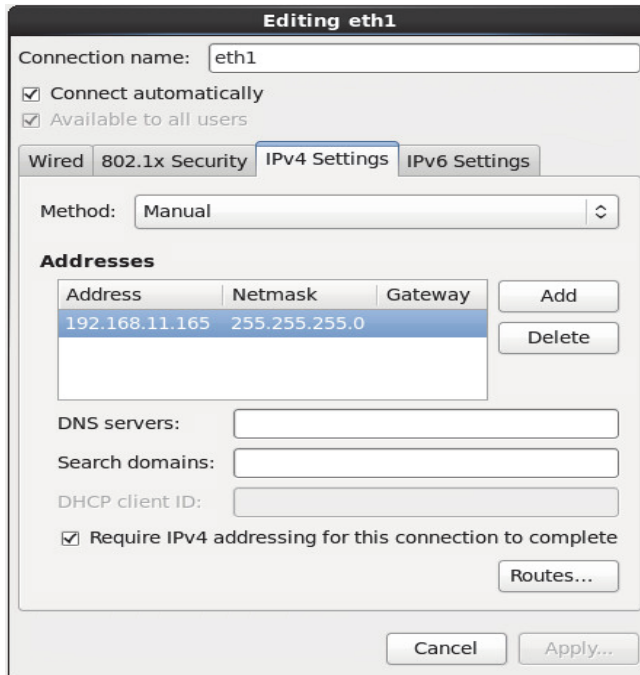 Editing eth1
Connection name: eth1
Connect automatically
Available to all users
Wired 802.1x Security IPv4 Settings IPv6 Settings
Method: Manual
Addresses
Address Netmask Gateway Add
192.168.11.165 255.255.255.0
Delete
DNS servers:
Search domains:
DHCP client ID:
Require IPv4 addressing for this connection to complete
Routes...
Cancel Apply...